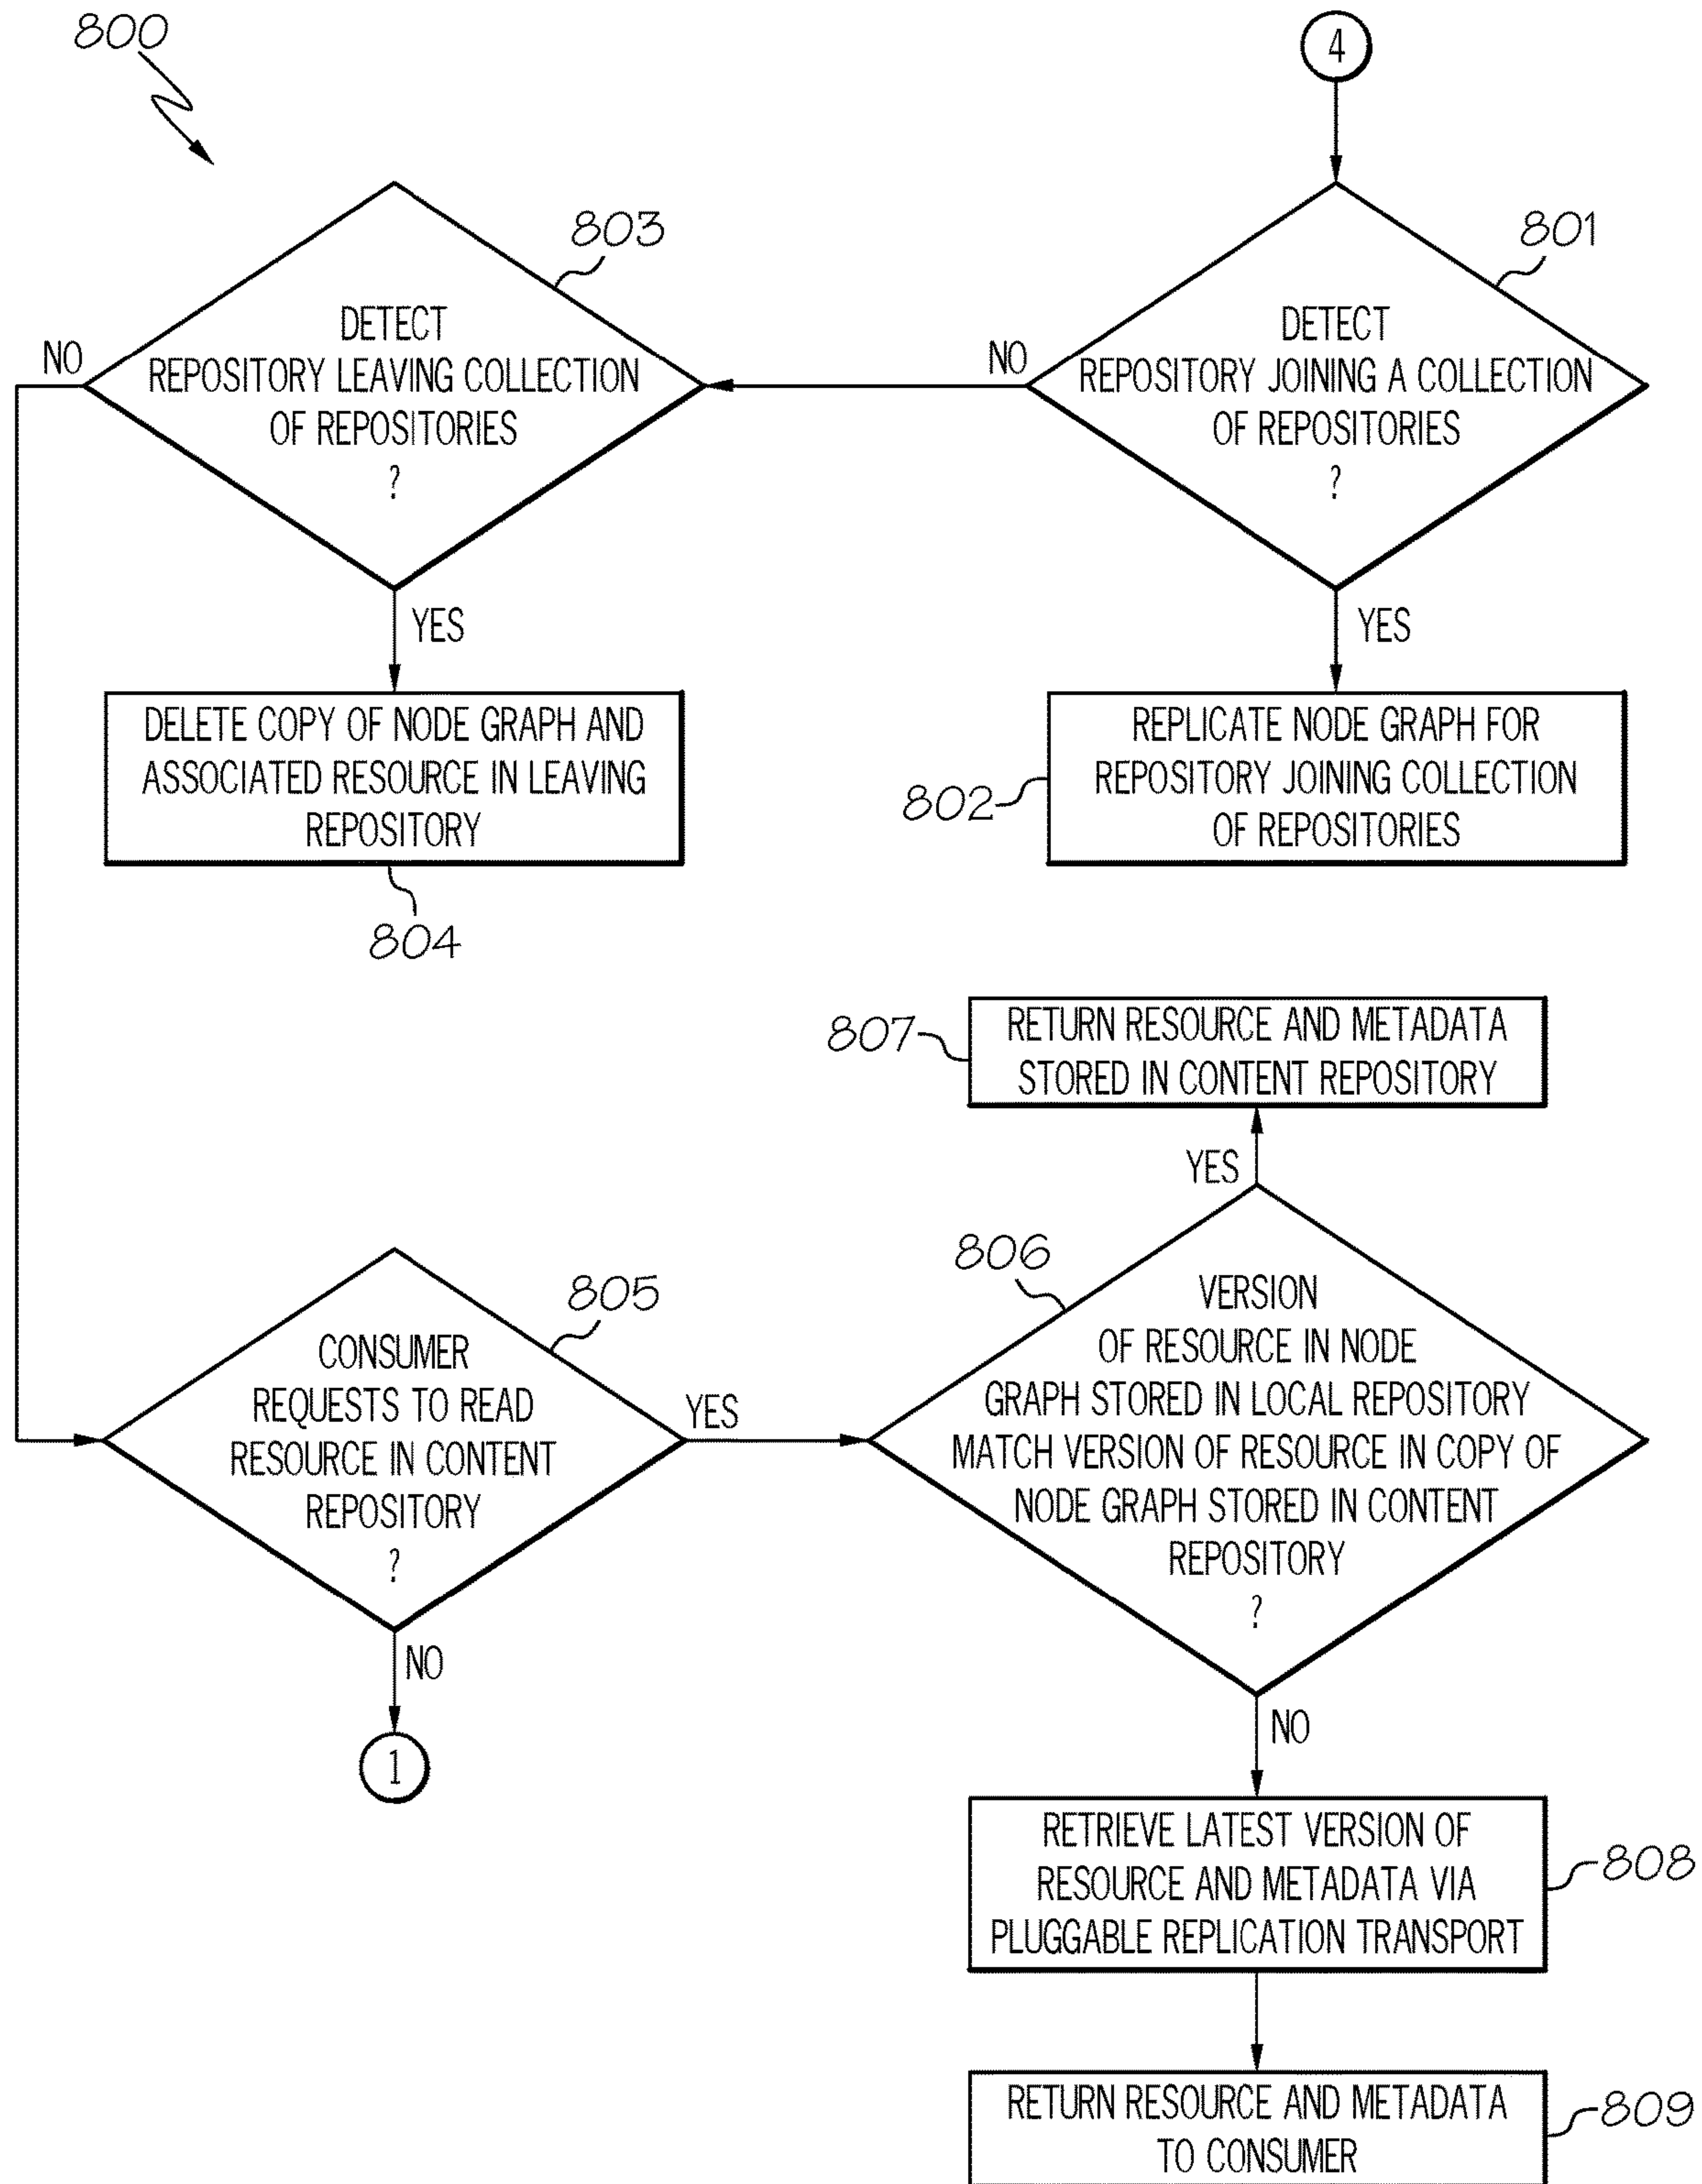 800
4
801
DETECT
REPOSITORY JOINING A COLLECTION
OF REPOSITORIES
?
NO
YES
802
REPLICATE NODE GRAPH FOR
REPOSITORY JOINING COLLECTION
OF REPOSITORIES
803
DETECT
REPOSITORY LEAVING COLLECTION
OF REPOSITORIES
?
NO
YES
DELETE COPY OF NODE GRAPH AND
ASSOCIATED RESOURCE IN LEAVING
REPOSITORY
804
805
CONSUMER
REQUESTS TO READ
RESOURCE IN CONTENT
REPOSITORY
?
YES
NO
1
806
VERSION
OF RESOURCE IN NODE
GRAPH STORED IN LOCAL REPOSITORY
MATCH VERSION OF RESOURCE IN COPY OF
NODE GRAPH STORED IN CONTENT
REPOSITORY
?
YES
807
RETURN RESOURCE AND METADATA
STORED IN CONTENT REPOSITORY
NO
RETRIEVE LATEST VERSION OF
RESOURCE AND METADATA VIA
PLUGGABLE REPLICATION TRANSPORT
808
RETURN RESOURCE AND METADATA
TO CONSUMER
809